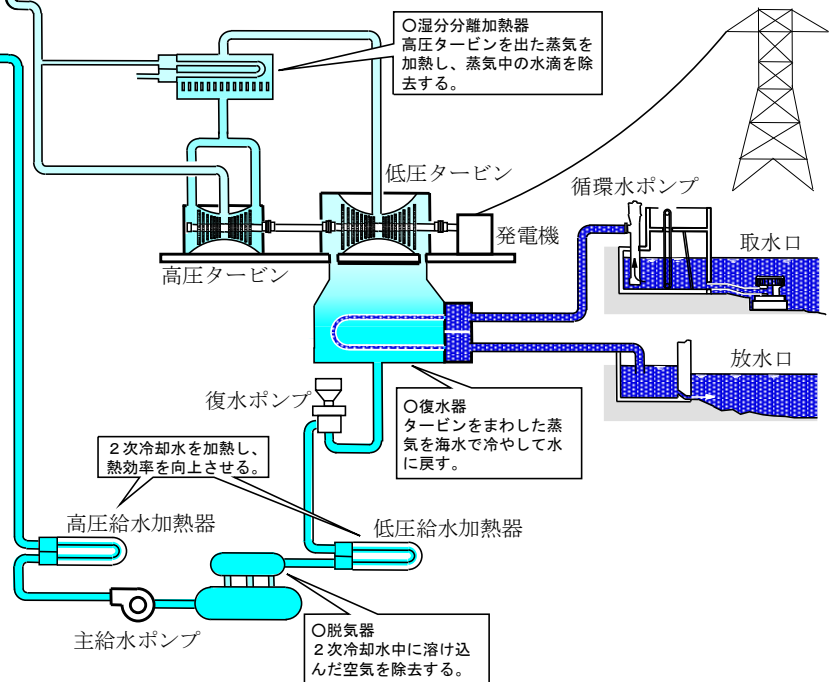 ○湿分分離加熱器
高圧タービンを出た蒸気を
加熱し、蒸気中の水滴を除
去する。
低圧タービン
循環水ポンプ
発電機
取水口
高圧タービン
放水口
復水ポンプ
○復水器
タービンをまわした蒸
気を海水で冷やして水
に戻す。
２次冷却水を加熱し、
熱効率を向上させる。
高圧給水加熱器
低圧給水加熱器
主給水ポンプ
○脱気器
２次冷却水中に溶け込
んだ空気を除去する。